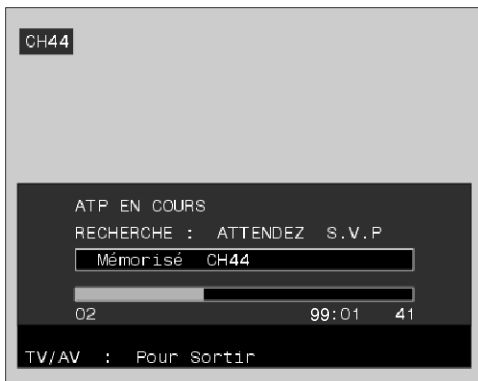 CH44
ATP EN COURS
RECHERCHE : ATTENDEZ S.V.P
Mémorisé CH44
02 99:01 41
TV/AV : Pour Sortir